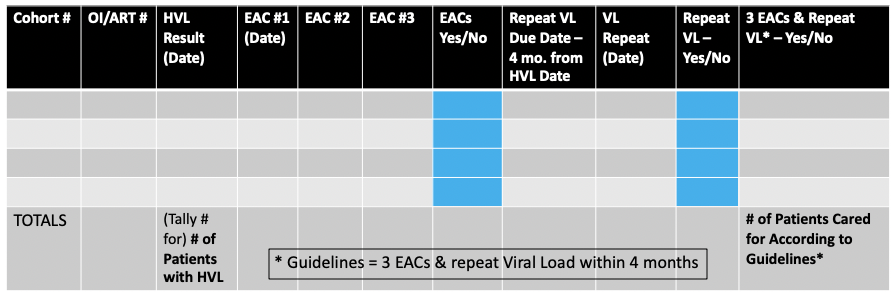 Cohort #
OI/ART #
HVL
Result
(Date)
EAC #1
(Date)
EAC #2
EAC #3
EACs
Yes/No
Repeat VL
Due Date –
4 mo. from
HVL Date
VL
Repeat
(Date)
Repeat
VL –
Yes/No
3 EACs & Repeat
VL* – Yes/No
TOTALS
(Tally #
for) # of
Patients
with HVL
* Guidelines = 3 EACs & repeat Viral Load within 4 months
# of Patients Cared
for According to
Guidelines*